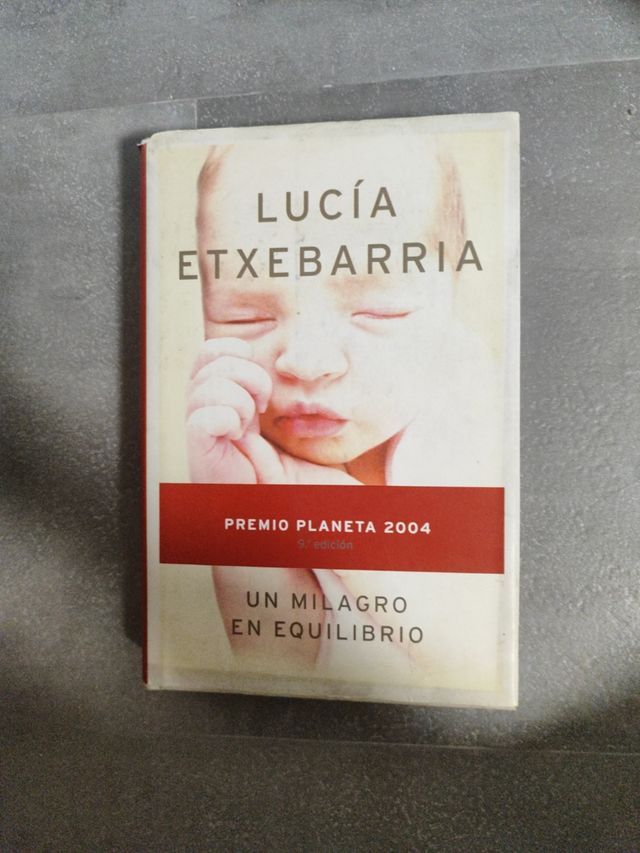 LUCÍA
ETXEBARRIA
PREMIO PLANETA 2004
9.ª edición
UN MILAGRO
EN EQUILIBRIO